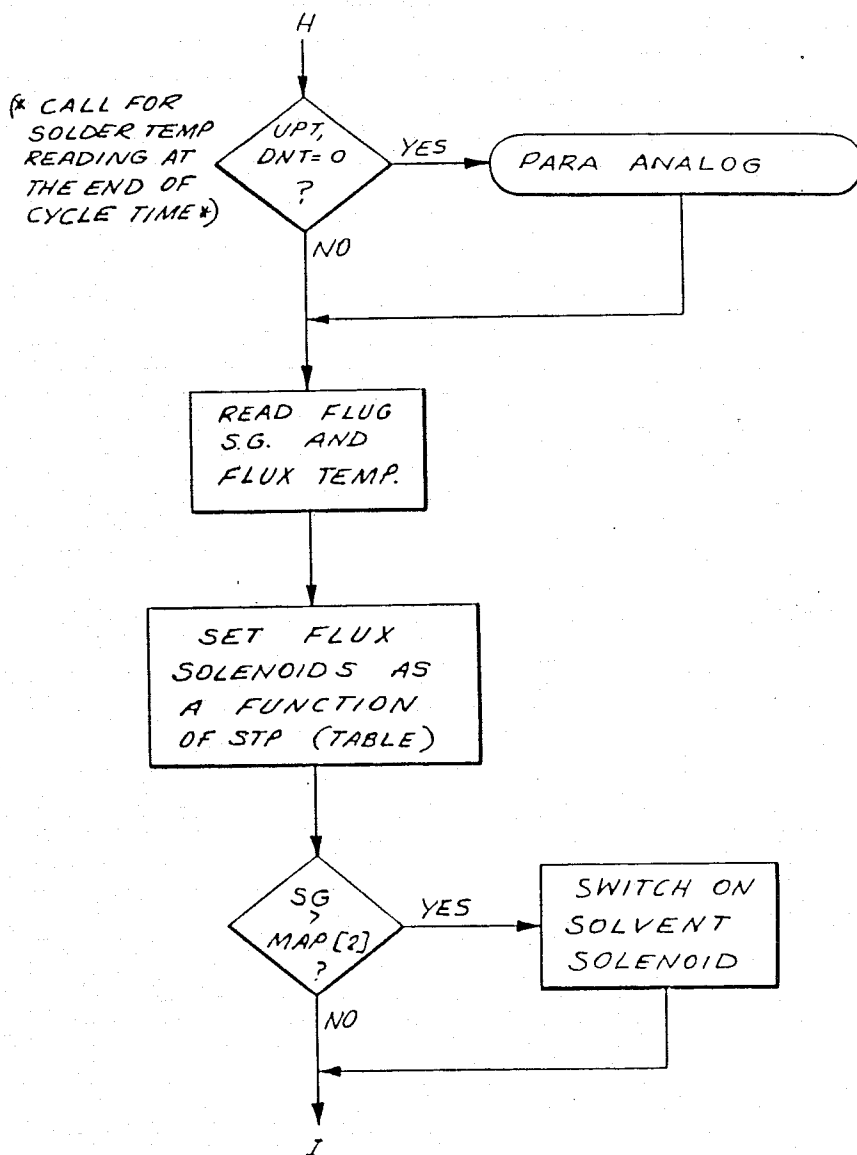 H
(* CALL FOR
SOLDER TEMP
READING AT
THE END OF
CYCLE TIME *)
UPT,
DNT = 0
?
YES
PARA ANALOG
NO
READ FLUG
S.G. AND
FLUX TEMP.
SET FLUX
SOLENOIDS AS
A FUNCTION
OF STP (TABLE)
SG
>
MAP [2]
?
YES
SWITCH ON
SOLVENT
SOLENOID
NO
I